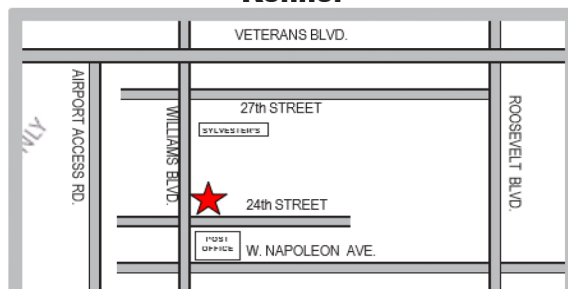 Kenner
VETERANS BLVD.
AIRPORT ACCESS RD.
WILLIAMS BLVD.
27th STREET
SYLVESTER'S
ROOSEVELT BLVD.
NLY
24th STREET
POST
OFFICE
W. NAPOLEON AVE.